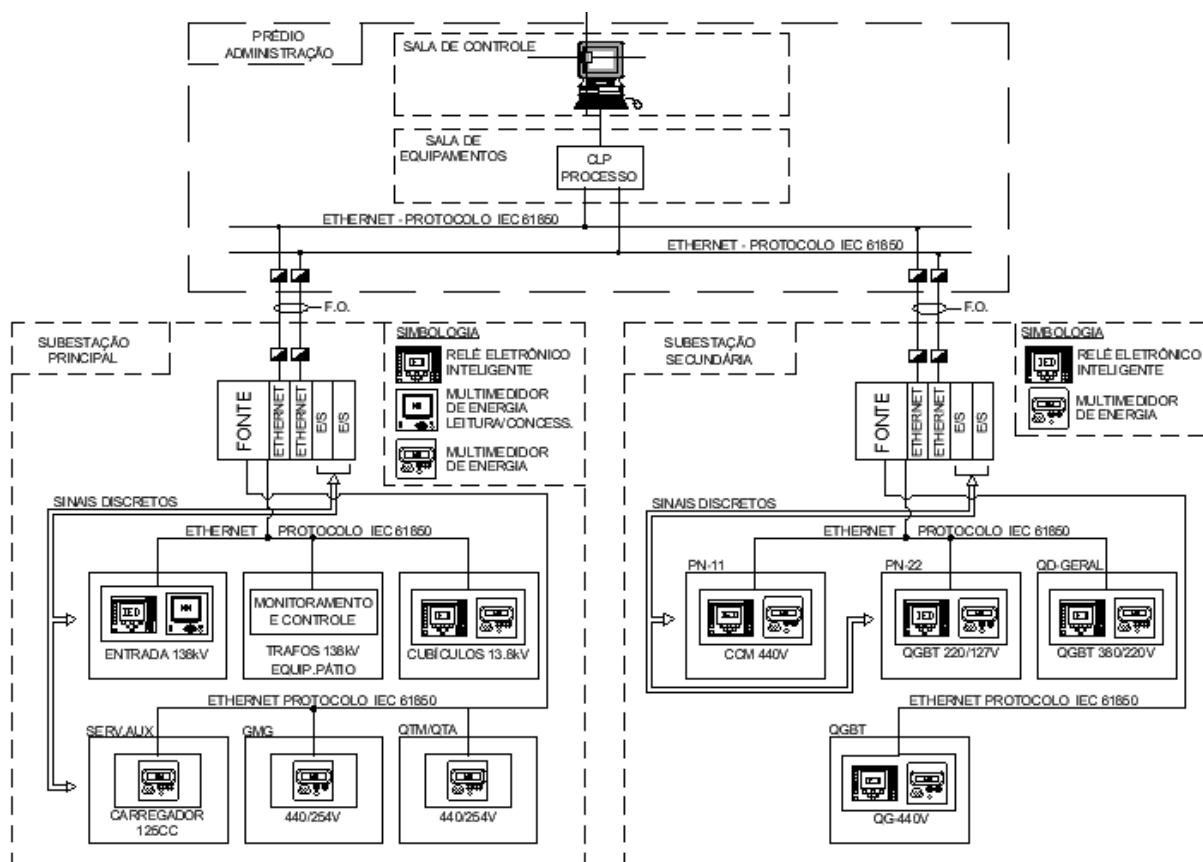 PRÉDIO
ADMINISTRAÇÃO
SALA DE CONTROLE
SALA DE
EQUIPAMENTOS
CLP
PROCESSO
ETHERNET - PROTOCOLO IEC 61850
ETHERNET - PROTOCOLO IEC 61850
F.O.
F.O.
SUBESTAÇÃO
PRINCIPAL
SIMBOLOGIA
RELÉ ELETRÔNICO
INTELIGENTE
MULTIMEDIDOR
DE ENERGIA
LEITURA/CONCESS.
MULTIMEDIDOR
DE ENERGIA
FONTE
ETHERNET
ETHERNET
E/S
E/S
SINAIS DISCRETOS
ETHERNET PROTOCOLO IEC 61850
IED
MM
ENTRADA 138kV
MONITORAMENTO
E CONTROLE
TRAFOS 138kV
EQUIP.PÁTIO
IED
CUBÍCULOS 13.8kV
ETHERNET PROTOCOLO IEC 61850
SERV.AUX
CARREGADOR
125CC
GMG
440/254V
QTM/QTA
440/254V
SUBESTAÇÃO
SECUNDÁRIA
SIMBOLOGIA
IED
RELÉ ELETRÔNICO
INTELIGENTE
MULTIMEDIDOR
DE ENERGIA
FONTE
ETHERNET
ETHERNET
E/S
E/S
SINAIS DISCRETOS
ETHERNET PROTOCOLO IEC 61850
PN-11
IED
CCM 440V
PN-22
IED
QGBT 220/127V
QD-GERAL
IED
QGBT 380/220V
ETHERNET PROTOCOLO IEC 61850
QGBT
QG-440V